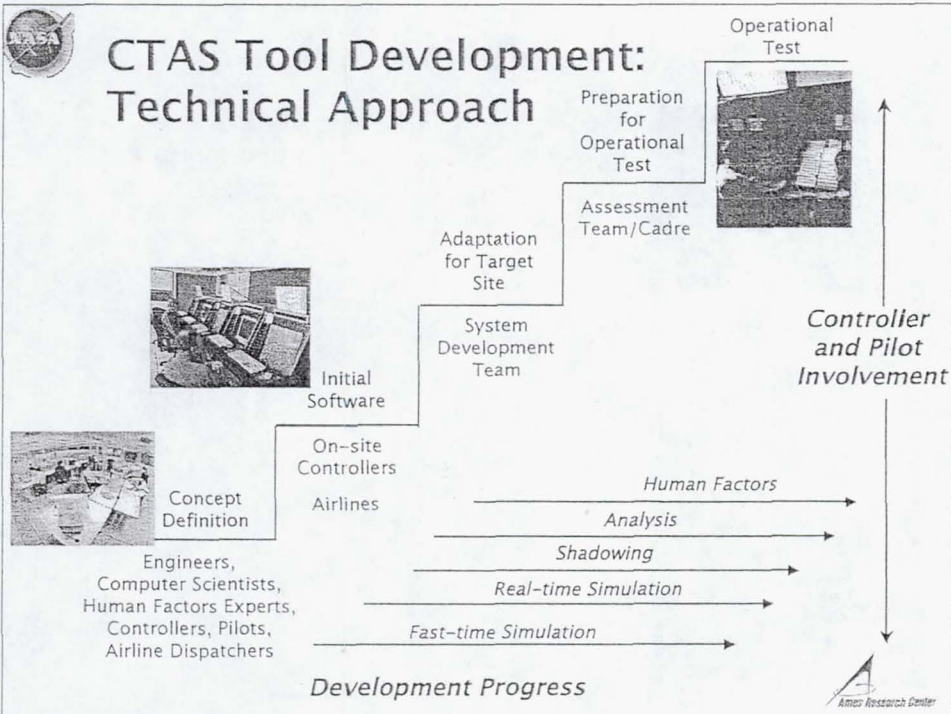 NASA
CTAS Tool Development:
Technical Approach
Operational
Test
Preparation
for
Operational
Test
Assessment
Team/Cadre
Adaptation
for Target
Site
System
Development
Team
Controller
and Pilot
Involvement
Initial
Software
On-site
Controllers
Airlines
Concept
Definition
Engineers,
Computer Scientists,
Human Factors Experts,
Controllers, Pilots,
Airline Dispatchers
Human Factors
Analysis
Shadowing
Real-time Simulation
Fast-time Simulation
Development Progress
Ames Research Center